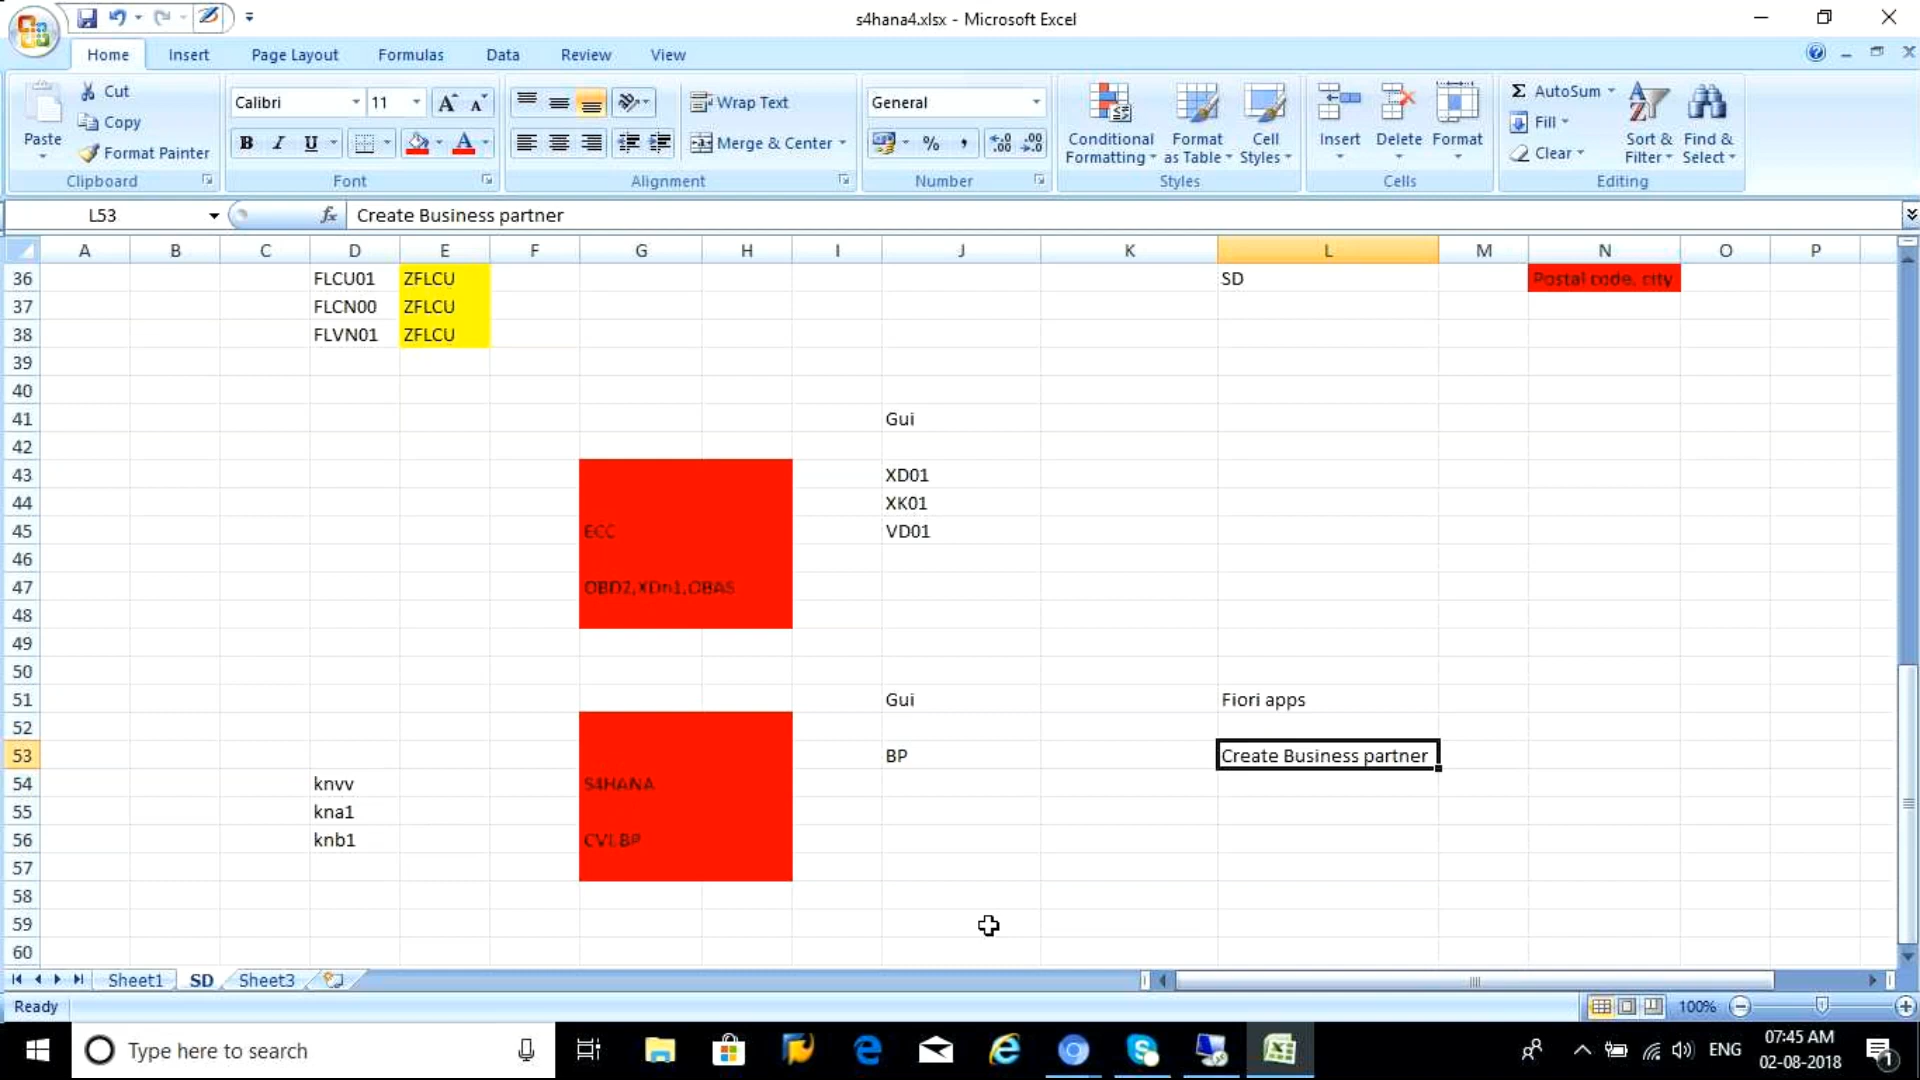 s4hana4.xlsx - Microsoft Excel
Home Insert Page Layout Formulas Data Review View
Paste
Cut
Copy
Format Painter
Clipboard
Calibri 11
B I U
Font
Wrap Text
Merge & Center
Alignment
General
% ,
Number
Conditional Formatting
Format as Table
Cell Styles
Styles
Insert Delete Format
Cells
Σ AutoSum
Fill
Clear
Sort & Filter
Find & Select
Editing
L53 fx Create Business partner
A B C D E F G H I J K L M N O P
36 FLCU01 ZFLCU SD Postal code, city
37 FLCN00 ZFLCU
38 FLVN01 ZFLCU
39
40
41 Gui
42
43 XD01
44 XK01
45 ECC VD01
46
47 OBD2,XDn1,OBAS
48
49
50
51 Gui Fiori apps
52
53 BP Create Business partner
54 knvv S4HANA
55 kna1
56 knb1
57
58
59
60
Sheet1 SD Sheet3
Ready 100%
Type here to search
ENG
07:45 AM
02-08-2018
1